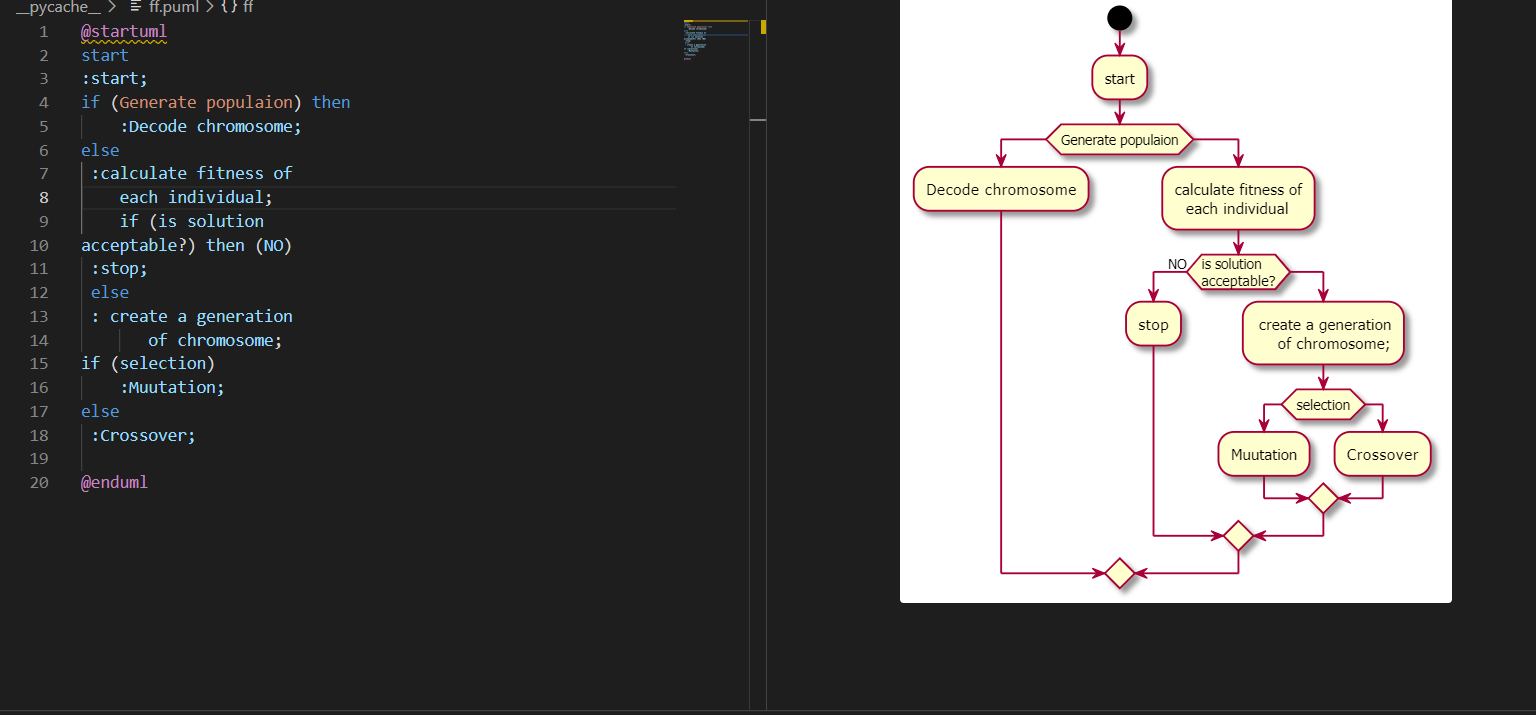 __pycache__ > ff.puml > {} ff
1 @startuml
2 start
3 :start;
4 if (Generate populaion) then
5 :Decode chromosome;
6 else
7 :calculate fitness of
8 each individual;
9 if (is solution
10 acceptable?) then (NO)
11 :stop;
12 else
13 : create a generation
14 of chromosome;
15 if (selection)
16 :Muutation;
17 else
18 :Crossover;
19
20 @enduml
start
Generate populaion
Decode chromosome
calculate fitness of
each individual
NO
is solution
acceptable?
stop
create a generation
of chromosome;
selection
Muutation
Crossover